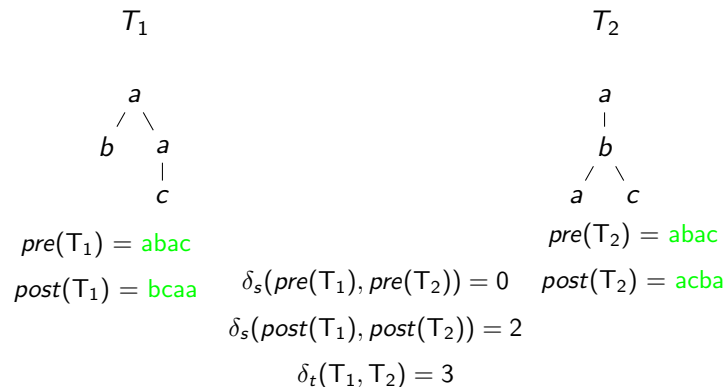 T₁ T₂
a a
b a b
c a c
pre(T₁) = abac pre(T₂) = abac
post(T₁) = bcaa δₛ(pre(T₁), pre(T₂)) = 0 post(T₂) = acba
δₛ(post(T₁), post(T₂)) = 2
δₜ(T₁, T₂) = 3